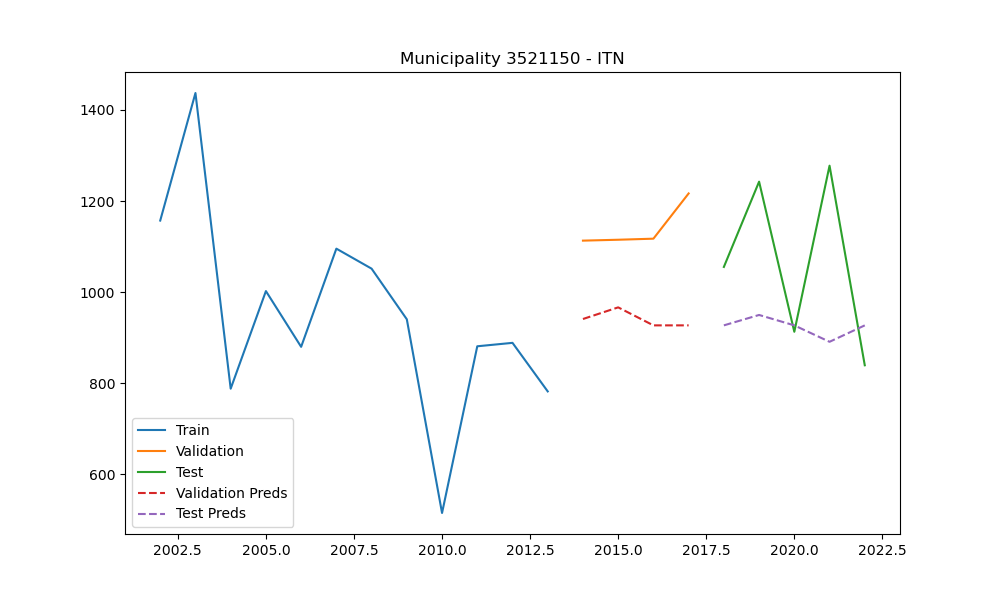 Municipality 3521150 - ITN
1400
1200
1000
800
600
Train
Validation
Test
Validation Preds
Test Preds
2002.5 2005.0 2007.5 2010.0 2012.5 2015.0 2017.5 2020.0 2022.5